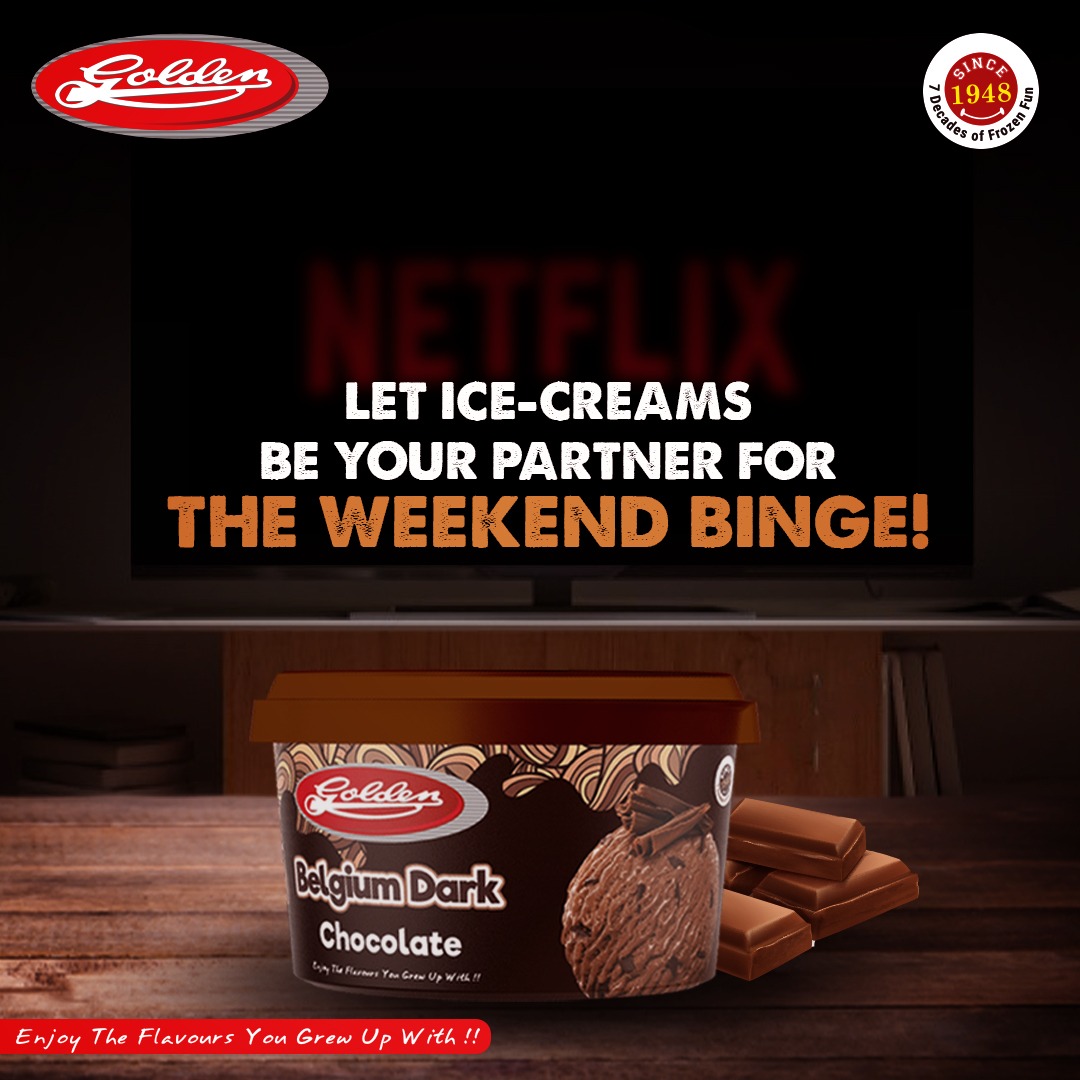 Golden
SINCE
1948
7 Decades of Frozen Fun
NETFLIX
LET ICE-CREAMS
BE YOUR PARTNER FOR
THE WEEKEND BINGE!
Golden
Belgium Dark
Chocolate
Enjoy The Flavours You Grew Up With !!
Enjoy The Flavours You Grew Up With !!